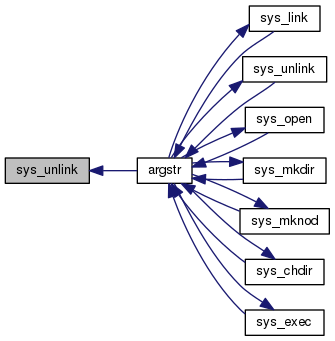 sys_link
sys_unlink
sys_open
sys_unlink
argstr
sys_mkdir
sys_mknod
sys_chdir
sys_exec